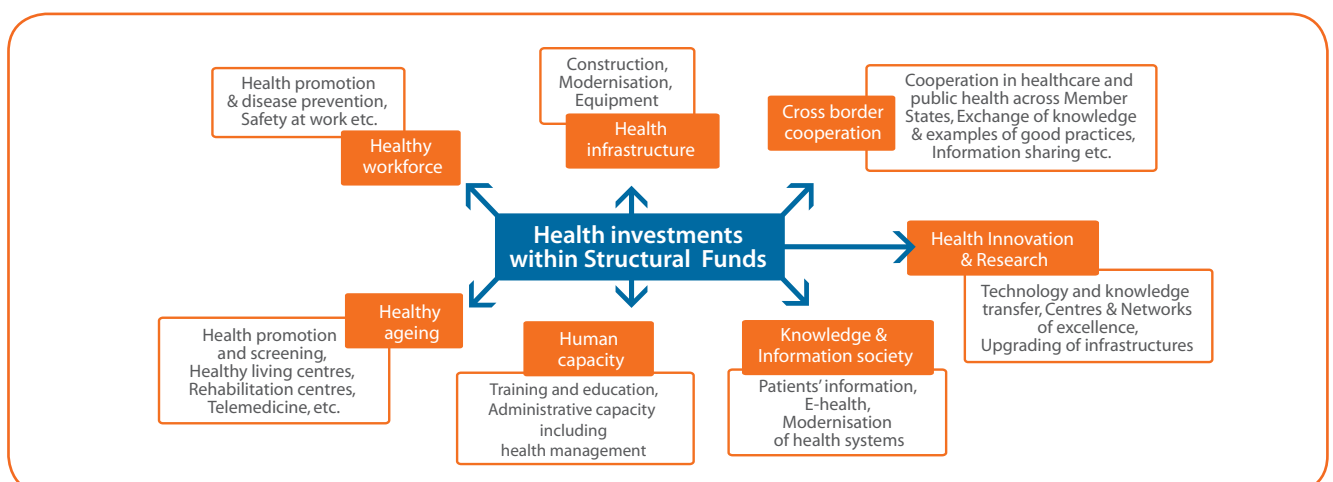 Health promotion
& disease prevention,
Safety at work etc.
Healthy
workforce
Construction,
Modernisation,
Equipment
Health
infrastructure
Cross border
cooperation
Cooperation in healthcare and
public health across Member
States, Exchange of knowledge
& examples of good practices,
Information sharing etc.
Health investments
within Structural Funds
Health Innovation
& Research
Technology and knowledge
transfer, Centres & Networks
of excellence,
Upgrading of infrastructures
Healthy
ageing
Health promotion
and screening,
Healthy living centres,
Rehabilitation centres,
Telemedicine, etc.
Human
capacity
Training and education,
Administrative capacity
including
health management
Knowledge &
Information society
Patients' information,
E-health,
Modernisation
of health systems